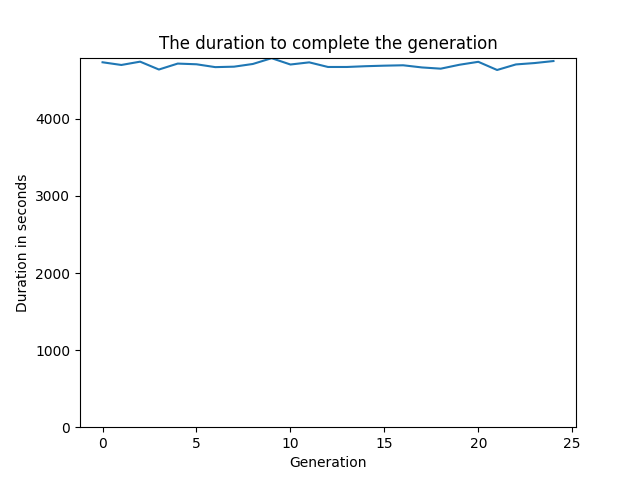 The duration to complete the generation
4000
3000
2000
1000
0
Duration in seconds
0 5 10 15 20 25
Generation